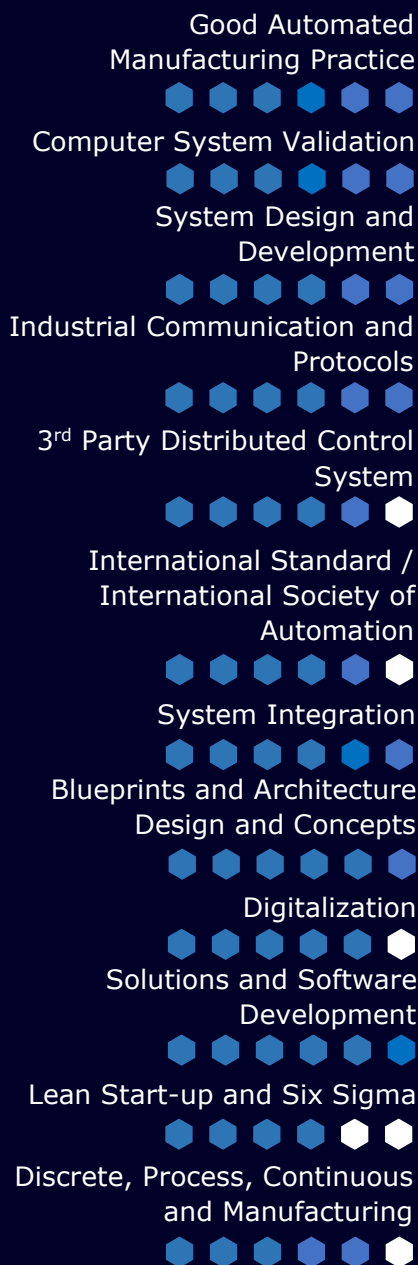 Good Automated
Manufacturing Practice
Computer System Validation
System Design and
Development
Industrial Communication and
Protocols
3rd Party Distributed Control
System
International Standard /
International Society of
Automation
System Integration
Blueprints and Architecture
Design and Concepts
Digitalization
Solutions and Software
Development
Lean Start-up and Six Sigma
Discrete, Process, Continuous
and Manufacturing